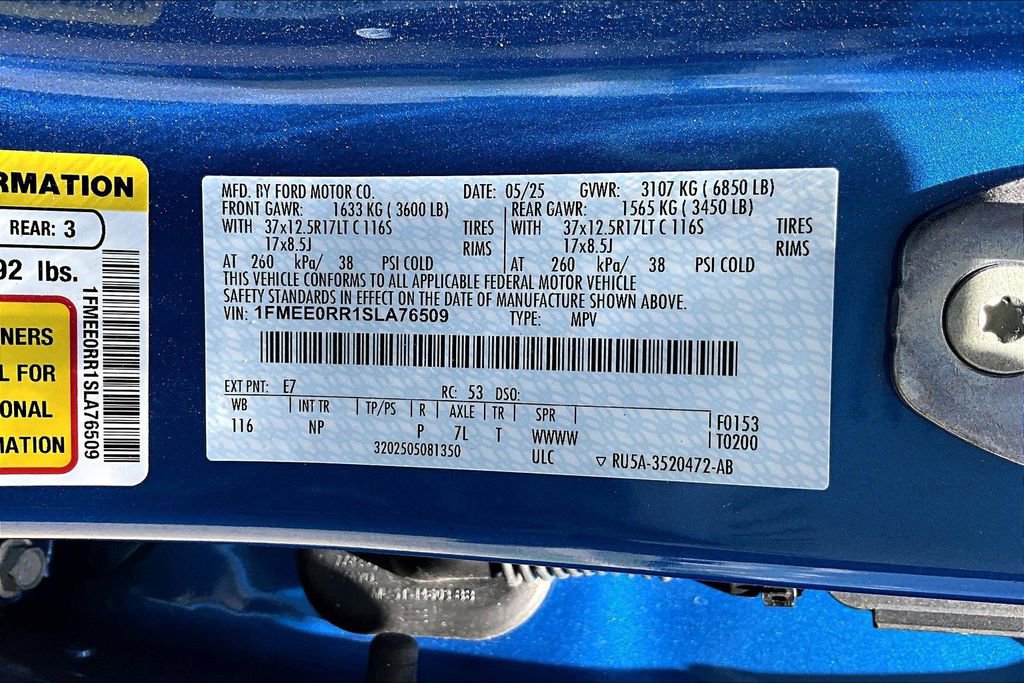 RMATION
REAR: 3
92 lbs.
NERS
L FOR
ONAL
MATION
1FMEE0RR1SLA76509
MFD. BY FORD MOTOR CO. DATE: 05/25 GVWR: 3107 KG ( 6850 LB)
FRONT GAWR: 1633 KG ( 3600 LB) REAR GAWR: 1565 KG ( 3450 LB)
WITH 37x12.5R17LT C 116S TIRES WITH 37x12.5R17LT C 116S TIRES
17x8.5J RIMS 17x8.5J RIMS
AT 260 kPa/ 38 PSI COLD AT 260 kPa/ 38 PSI COLD
THIS VEHICLE CONFORMS TO ALL APPLICABLE FEDERAL MOTOR VEHICLE
SAFETY STANDARDS IN EFFECT ON THE DATE OF MANUFACTURE SHOWN ABOVE.
VIN: 1FMEE0RR1SLA76509 TYPE: MPV
EXT PNT: E7 RC: 53 DSO:
WB INT TR TP/PS R AXLE TR SPR F0153
116 NP P 7L T WWWW T0200
3202505081350 ULC RU5A-3520472-AB